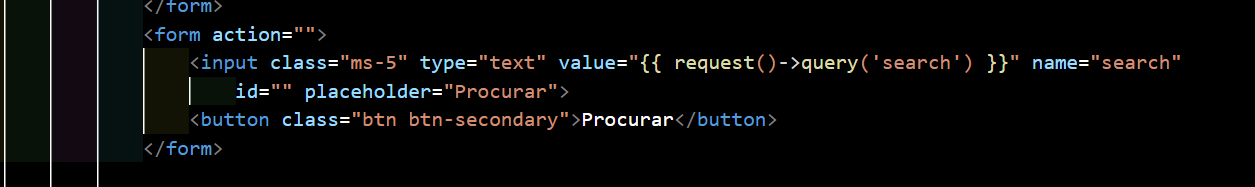 </form>
<form action="">
<input class="ms-5" type="text" value="{{ request()->query('search') }}" name="search"
id="" placeholder="Procurar">
<button class="btn btn-secondary">Procurar</button>
</form>